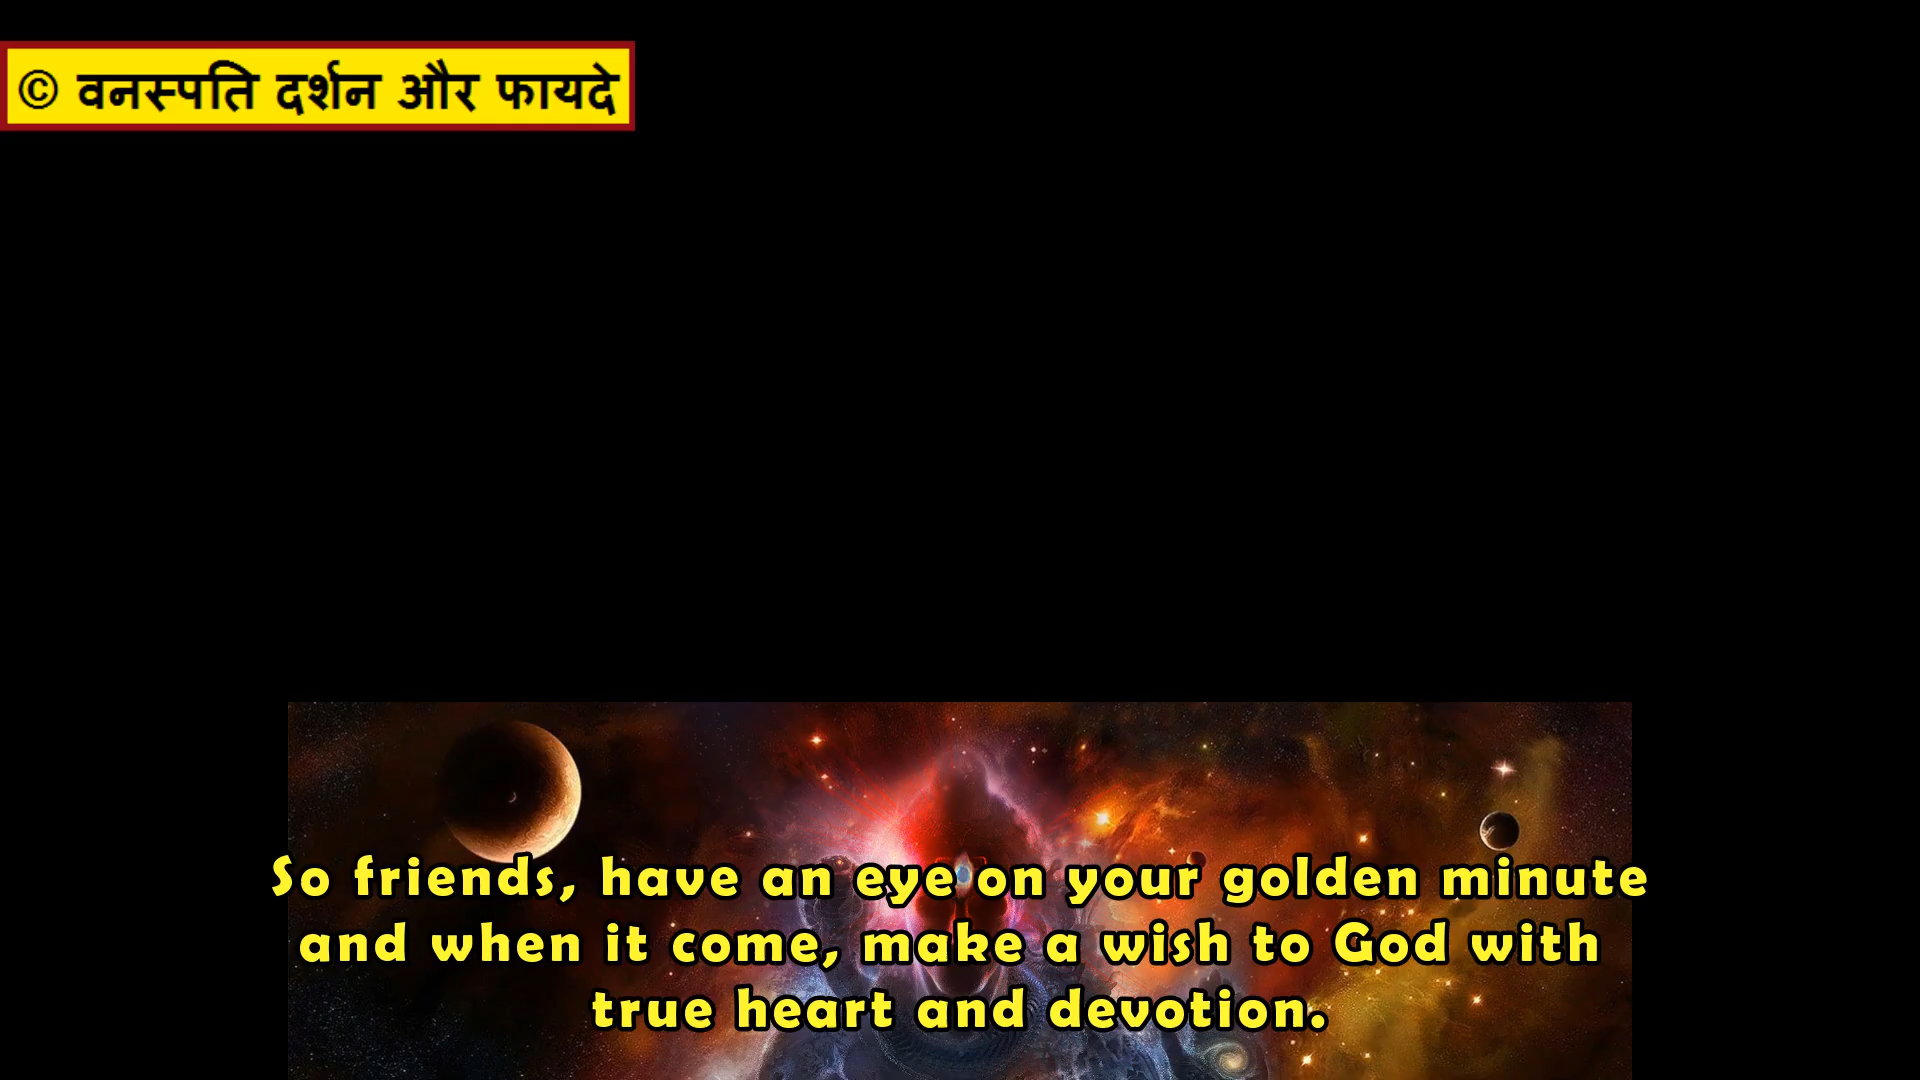 © वनस्पति दर्शन और फायदे
So friends, have an eye on your golden minute
and when it come, make a wish to God with
true heart and devotion.